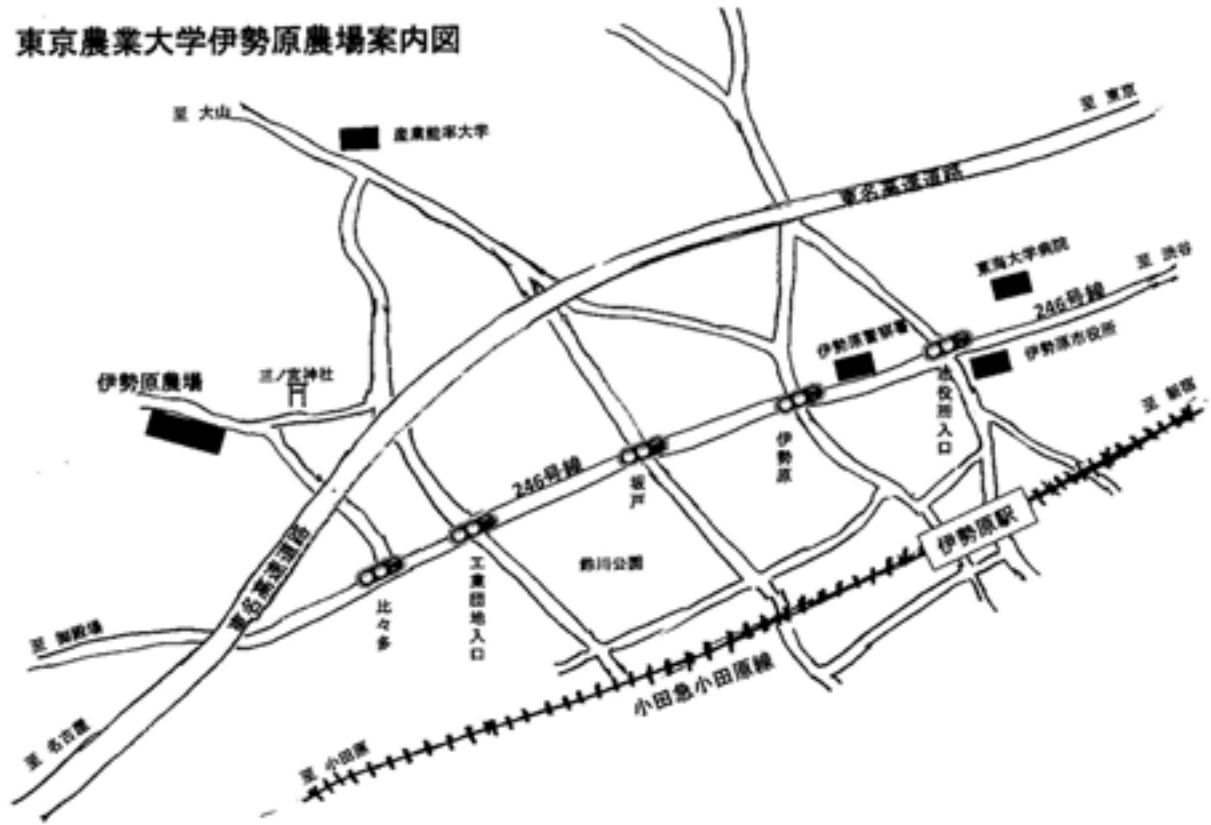 東京農業大学伊勢原農場案内図
至 大山
産業能率大学
至 東京
東名高速道路
東海大学病院
至 渋谷
246号線
伊勢原警察署
伊勢原市役所
三ノ宮神社
伊勢原農場
市役所入口
至 新宿
伊勢原
坂戸
246号線
伊勢原駅
鈴川公園
工業団地入口
東名高速道路
比々多
至 御殿場
小田急小田原線
至 名古屋
至 小田原